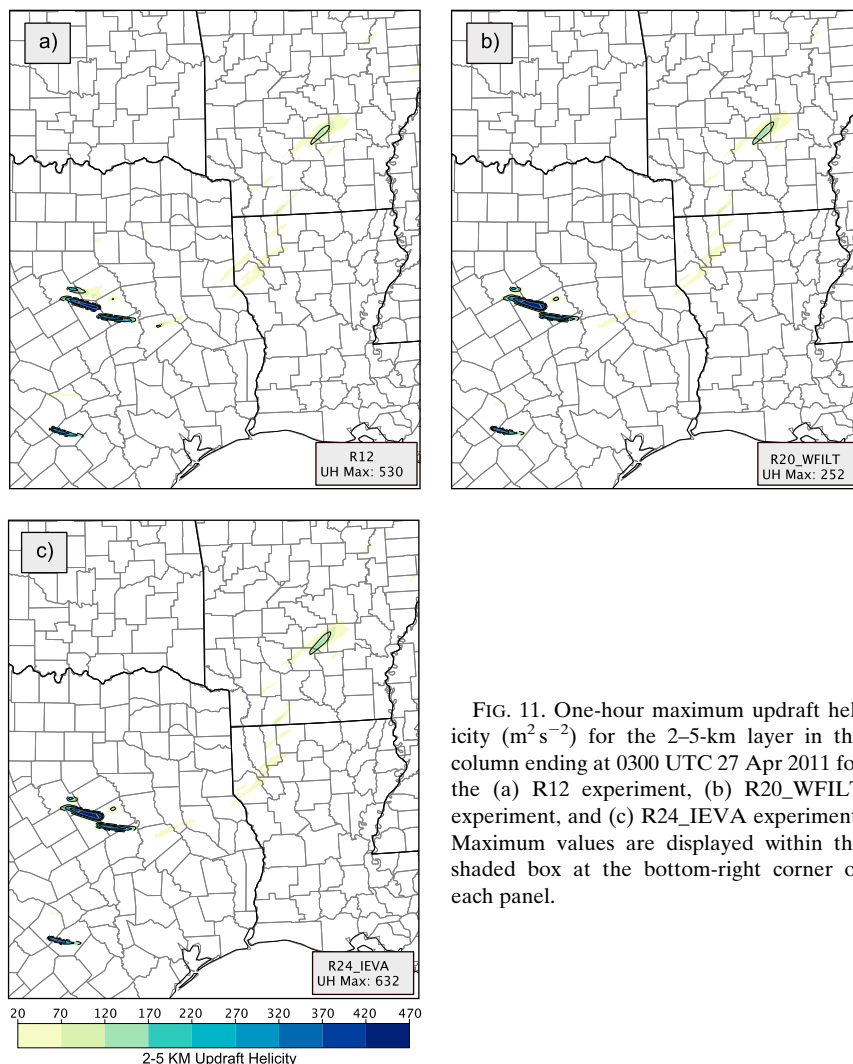 a)
R12
UH Max: 530
b)
R20_WFILT
UH Max: 252
c)
R24_IEVA
UH Max: 632
20 70 120 170 220 270 320 370 420 470
2-5 KM Updraft Helicity
FIG. 11. One-hour maximum updraft hel
icity (m² s⁻²) for the 2–5-km layer in th
column ending at 0300 UTC 27 Apr 2011 fo
the (a) R12 experiment, (b) R20_WFILT
experiment, and (c) R24_IEVA experiment
Maximum values are displayed within th
shaded box at the bottom-right corner o
each panel.